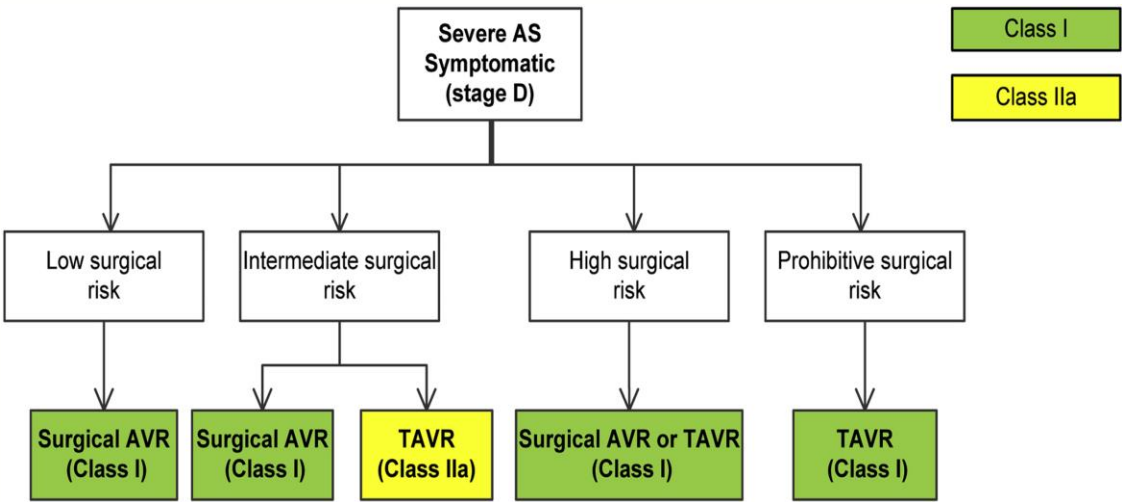 Severe AS
Symptomatic
(stage D)
Class I
Class IIa
Low surgical
risk
Intermediate surgical
risk
High surgical
risk
Prohibitive surgical
risk
Surgical AVR
(Class I)
Surgical AVR
(Class I)
TAVR
(Class IIa)
Surgical AVR or TAVR
(Class I)
TAVR
(Class I)